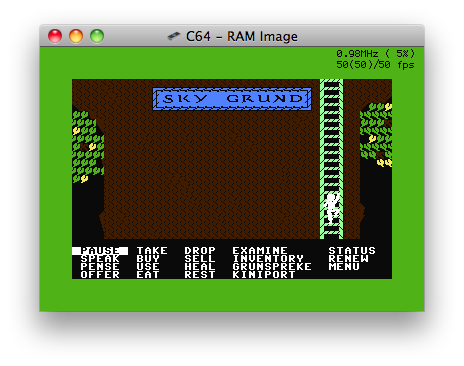 C64 – RAM Image
0.98MHz ( 5%)
50(50)/50 fps
SKY GRUND
PAUSE TAKE DROP EXAMINE STATUS
SPEAK BUY SELL INVENTORY RENEW
PENSE USE HEAL GRUNSPREKE MENU
OFFER EAT REST KINIPORT